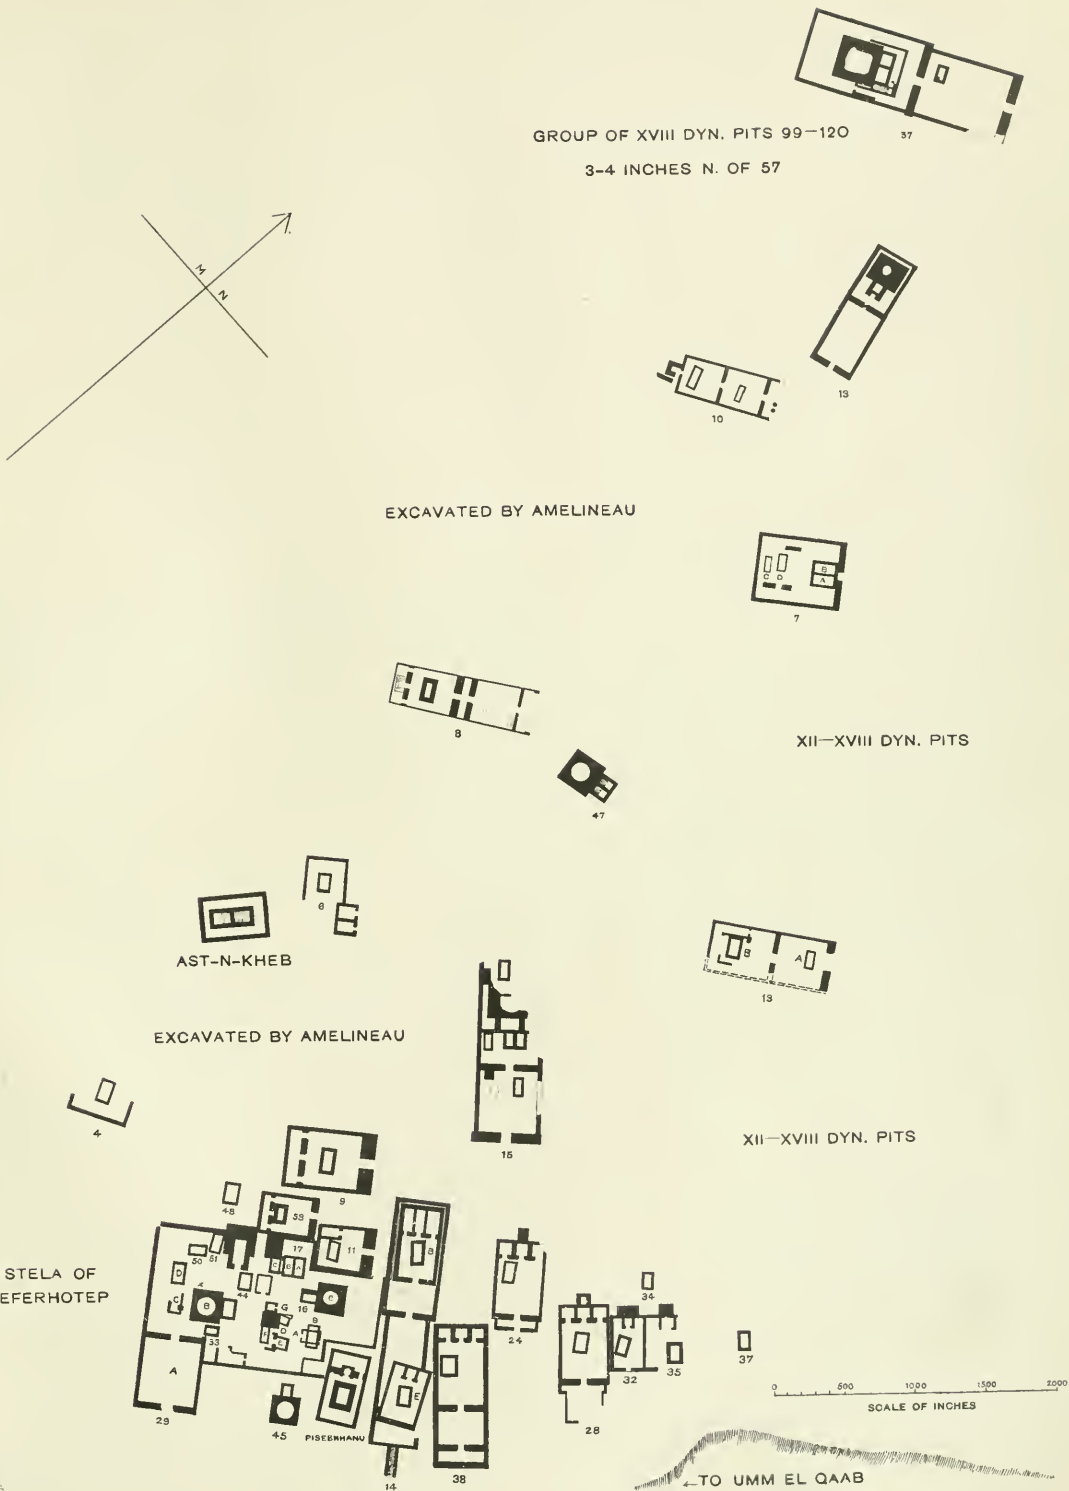 GROUP OF XVIII DYN. PITS 99–120
37
3-4 INCHES N. OF 57
M
N
13
10
EXCAVATED BY AMELINEAU
B
A
C D
7
XII–XVIII DYN. PITS
8
47
6
AST-N-KHEB
B
A
13
EXCAVATED BY AMELINEAU
4
15
XII–XVIII DYN. PITS
9
48
59
B
17
11
51
50
STELA OF
EFERHOTEP
D
C B A
34
44
C
B
16
C
G
24
D
B
A
53
F
E
37
35
32
A
E
0 500 1000 1500 2000
SCALE OF INCHES
29
45
PISEBKHANU
28
38
14
←TO UMM EL QAAB